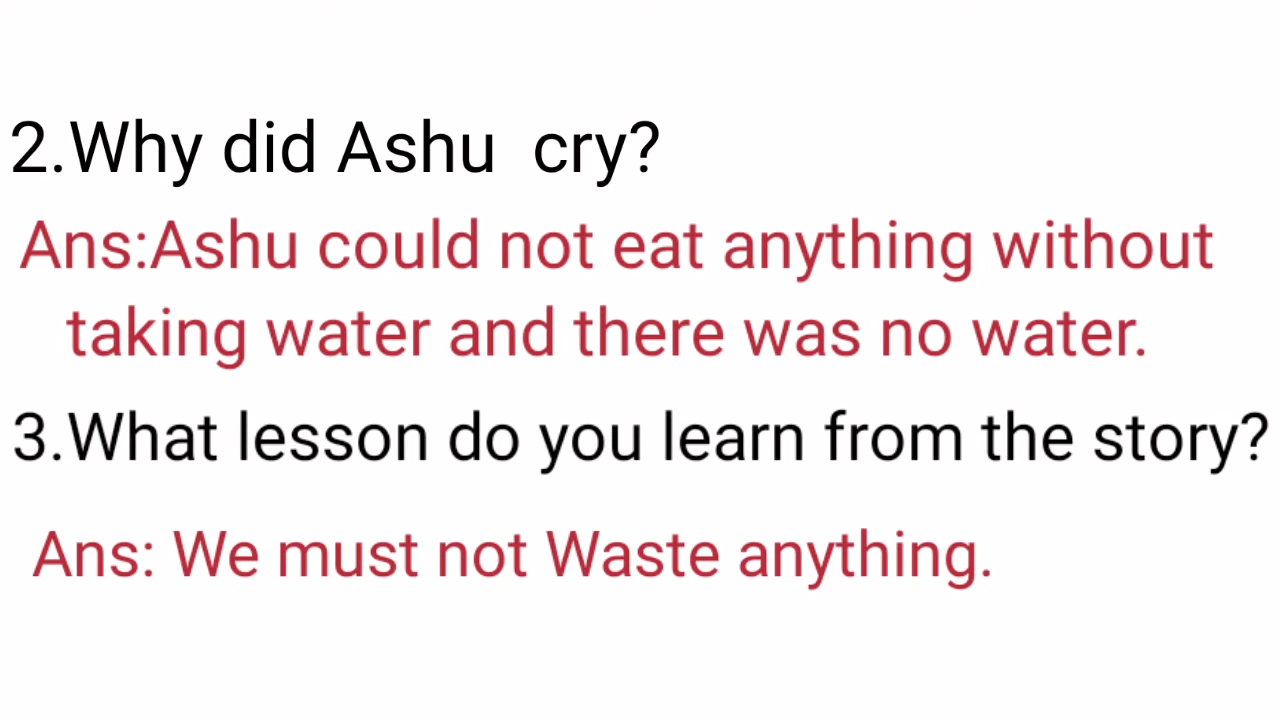 2.Why did Ashu  cry?
Ans:Ashu could not eat anything without
taking water and there was no water.
3.What lesson do you learn from the story?
Ans: We must not Waste anything.